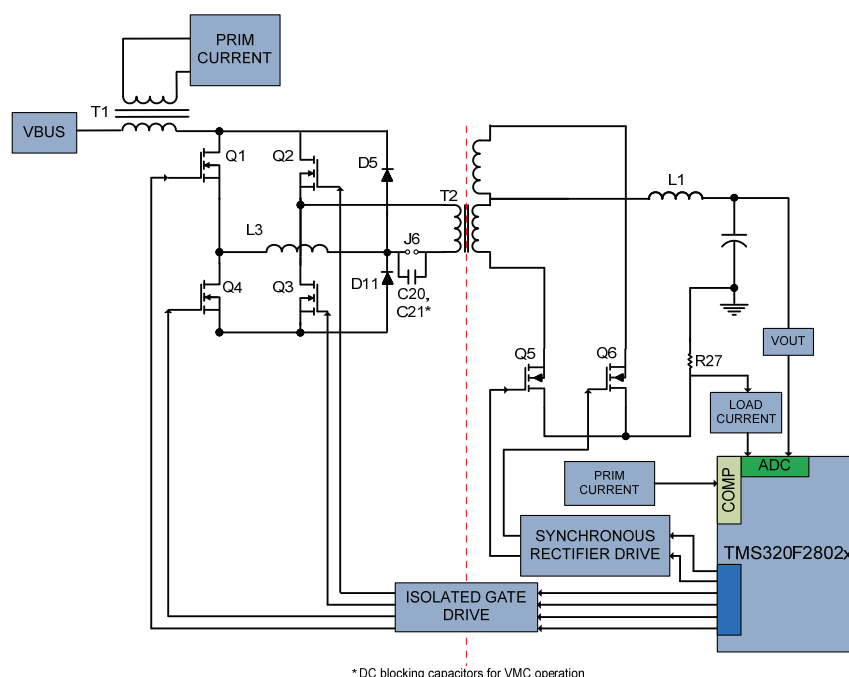 PRIM
CURRENT
T1
VBUS
Q1
Q2
D5
T2
L1
L3
J6
Q4
Q3
D11
C20,
C21*
VOUT
Q5
Q6
R27
LOAD
CURRENT
ADC
PRIM
CURRENT
COMP
SYNCHRONOUS
RECTIFIER DRIVE
TMS320F2802x
ISOLATED GATE
DRIVE
* DC blocking capacitors for VMC operation